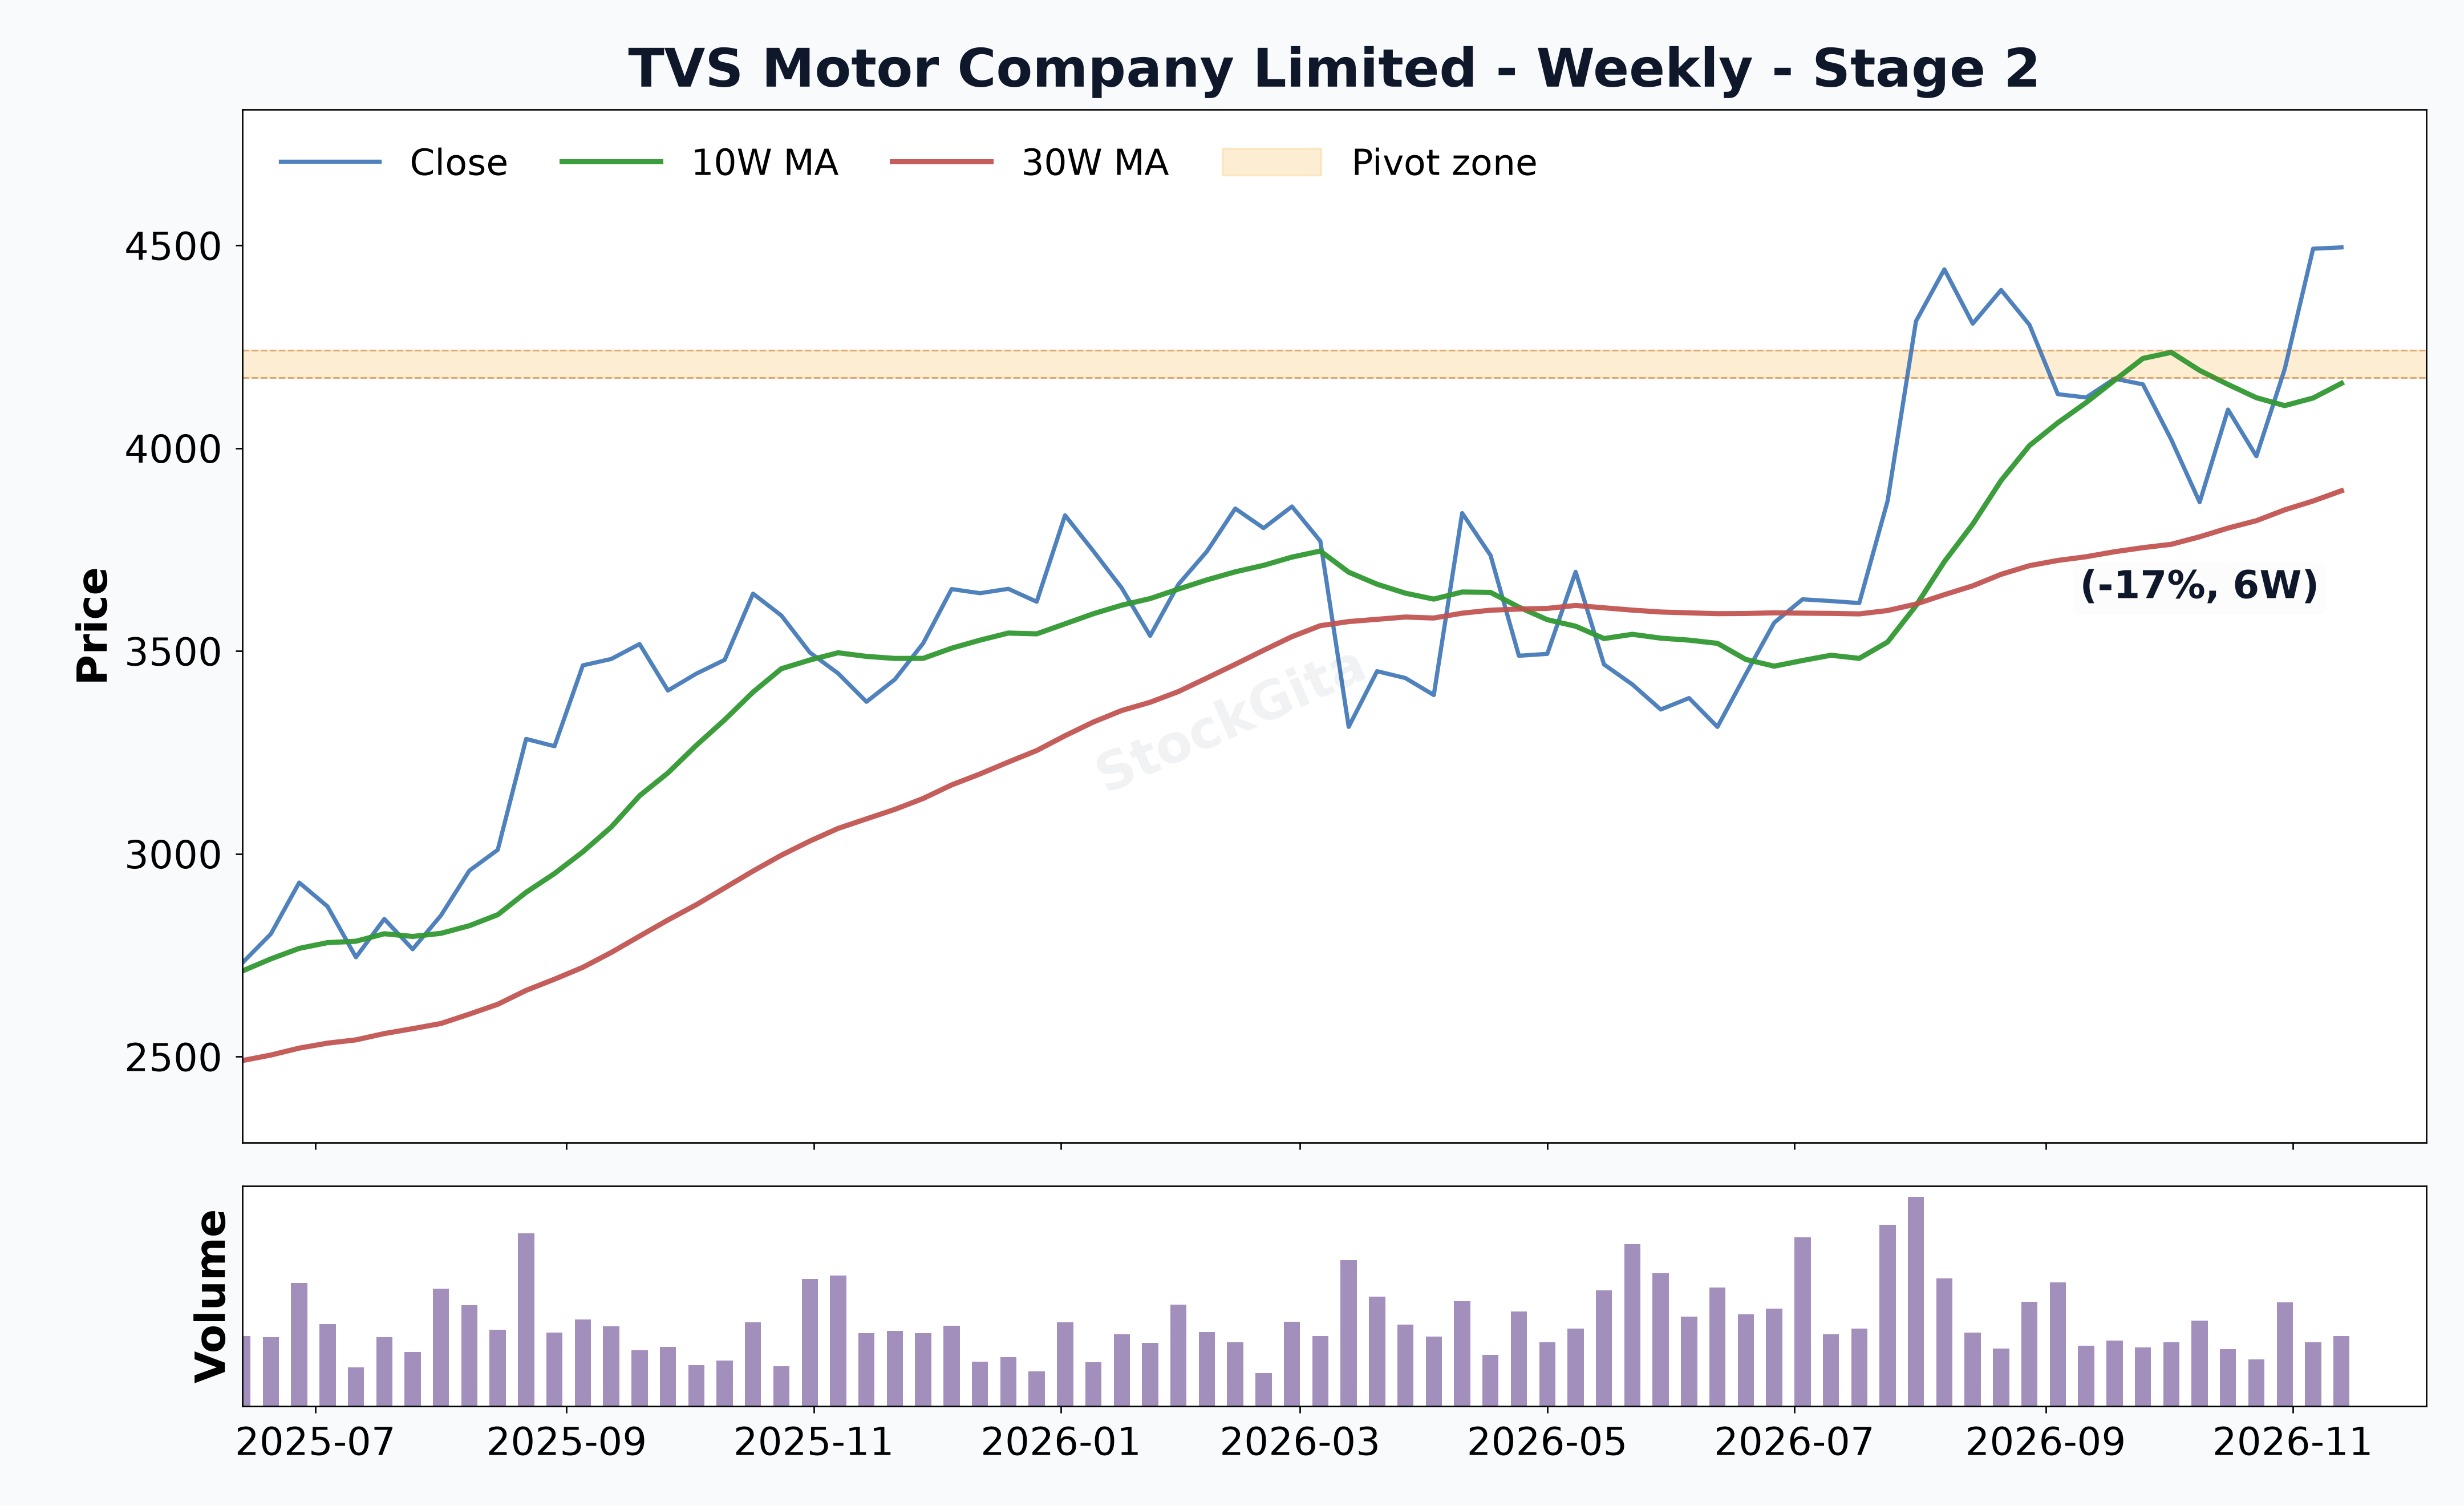 TVS Motor Company Limited - Weekly - Stage 2
Close 10W MA 30W MA Pivot zone
4500
4000
3500
3000
2500
Price
(-17%, 6W)
StockGita
Volume
2025-07 2025-09 2025-11 2026-01 2026-03 2026-05 2026-07 2026-09 2026-11